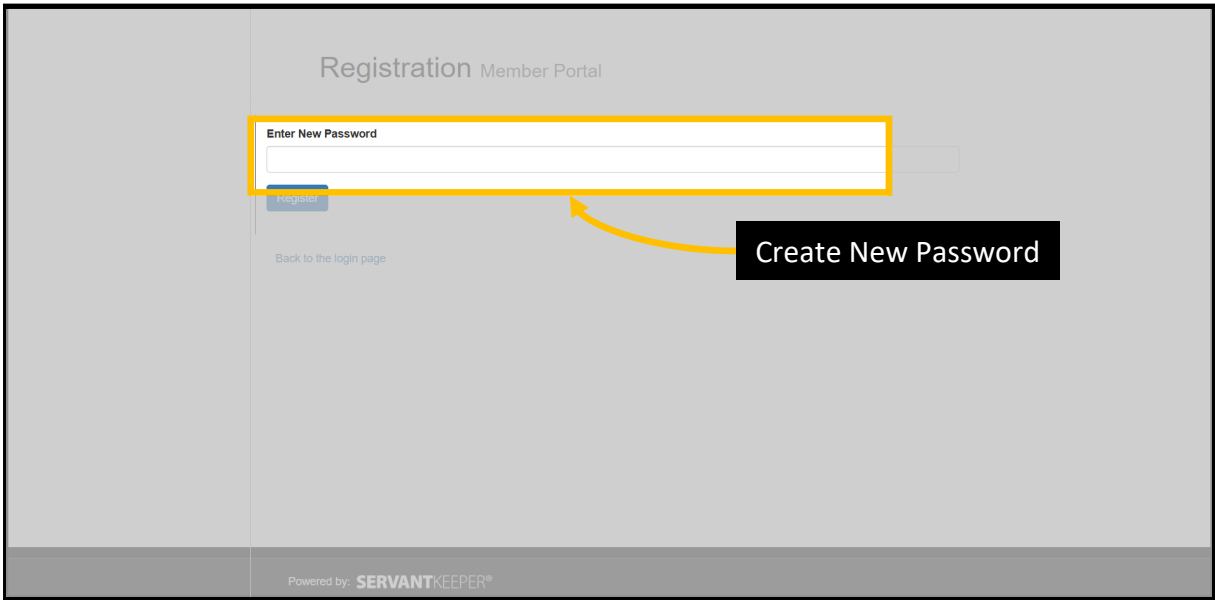 Registration Member Portal
Enter New Password
Register
Create New Password
Back to the login page
Powered by: SERVANTKEEPER®